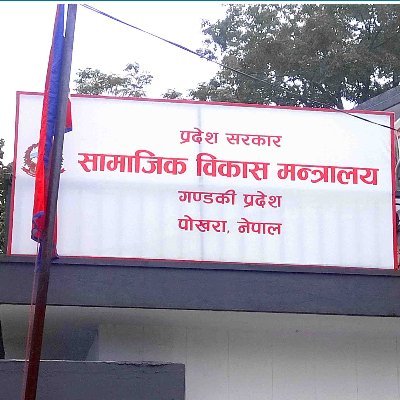 प्रदेश सरकार
सामाजिक विकास मन्त्रालय
गण्डकी प्रदेश
पोखरा, नेपाल